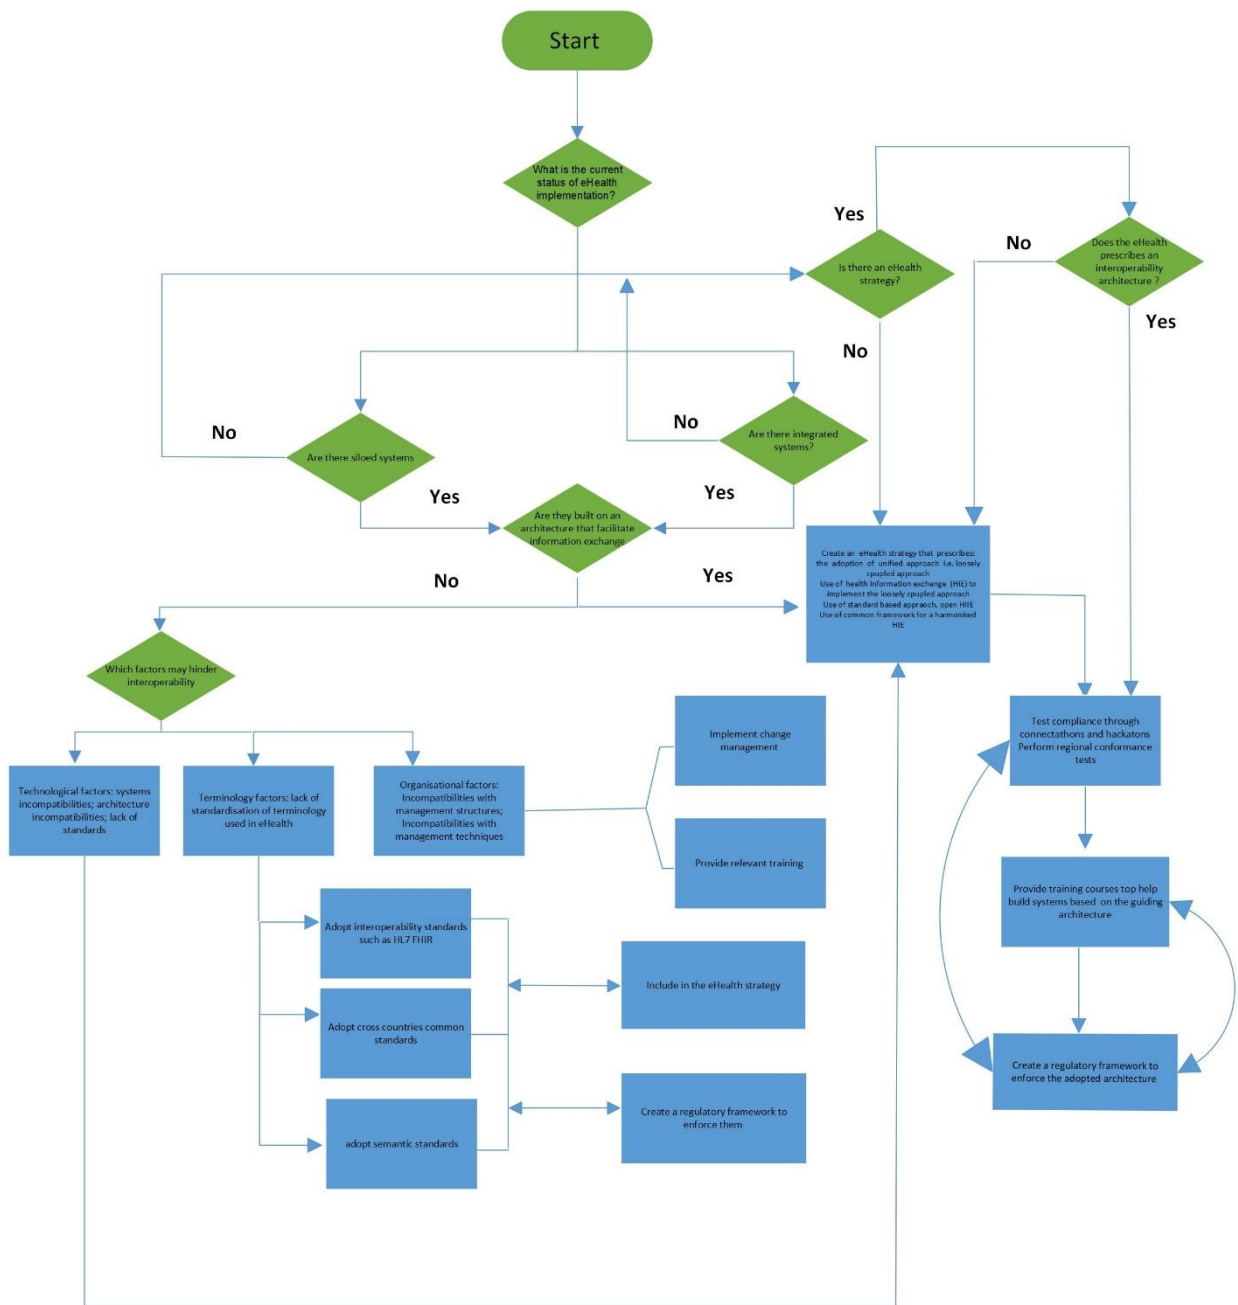 Start
What is the current
status of eHealth
implementation?
Yes
No
Is there an eHealth
strategy?
Does the eHealth
prescribes an
interoperability
architecture ?
Yes
No
No
Are there siloed systems
No
Are there integrated
systems?
Yes
Yes
Are they built on an
architecture that facilitate
information exchange
No
Yes
Create an eHealth strategy that prescribes:
the adoption of unified approach i.e. loosely
cpupled approach
Use of health information exchange (HIE) to
implement the loosely cpupled approach
Use of standard based appraoch, open HIIE
Use of common framework for a harmonised
HIE
Which factors may hinder
interoperability
Technological factors: systems
incompatibilities; architecture
incompatibilities; lack of
standards
Terminology factors: lack of
standardisation of terminology
used in eHealth
Organisational factors:
Incompatibilities with
management structures;
Incompatibilities with
management techniques
Implement change
management
Provide relevant training
Test compliance through
connectathons and hackatons
Perform regional conformance
tests
Provide training courses top help
build systems based on the guiding
architecture
Create a regulatory framework to
enforce the adopted architecture
Adopt interoperability standards
such as HL7 FHIR
Adopt cross countries common
standards
adopt semantic standards
Include in the eHealth strategy
Create a regulatory framework to
enforce them